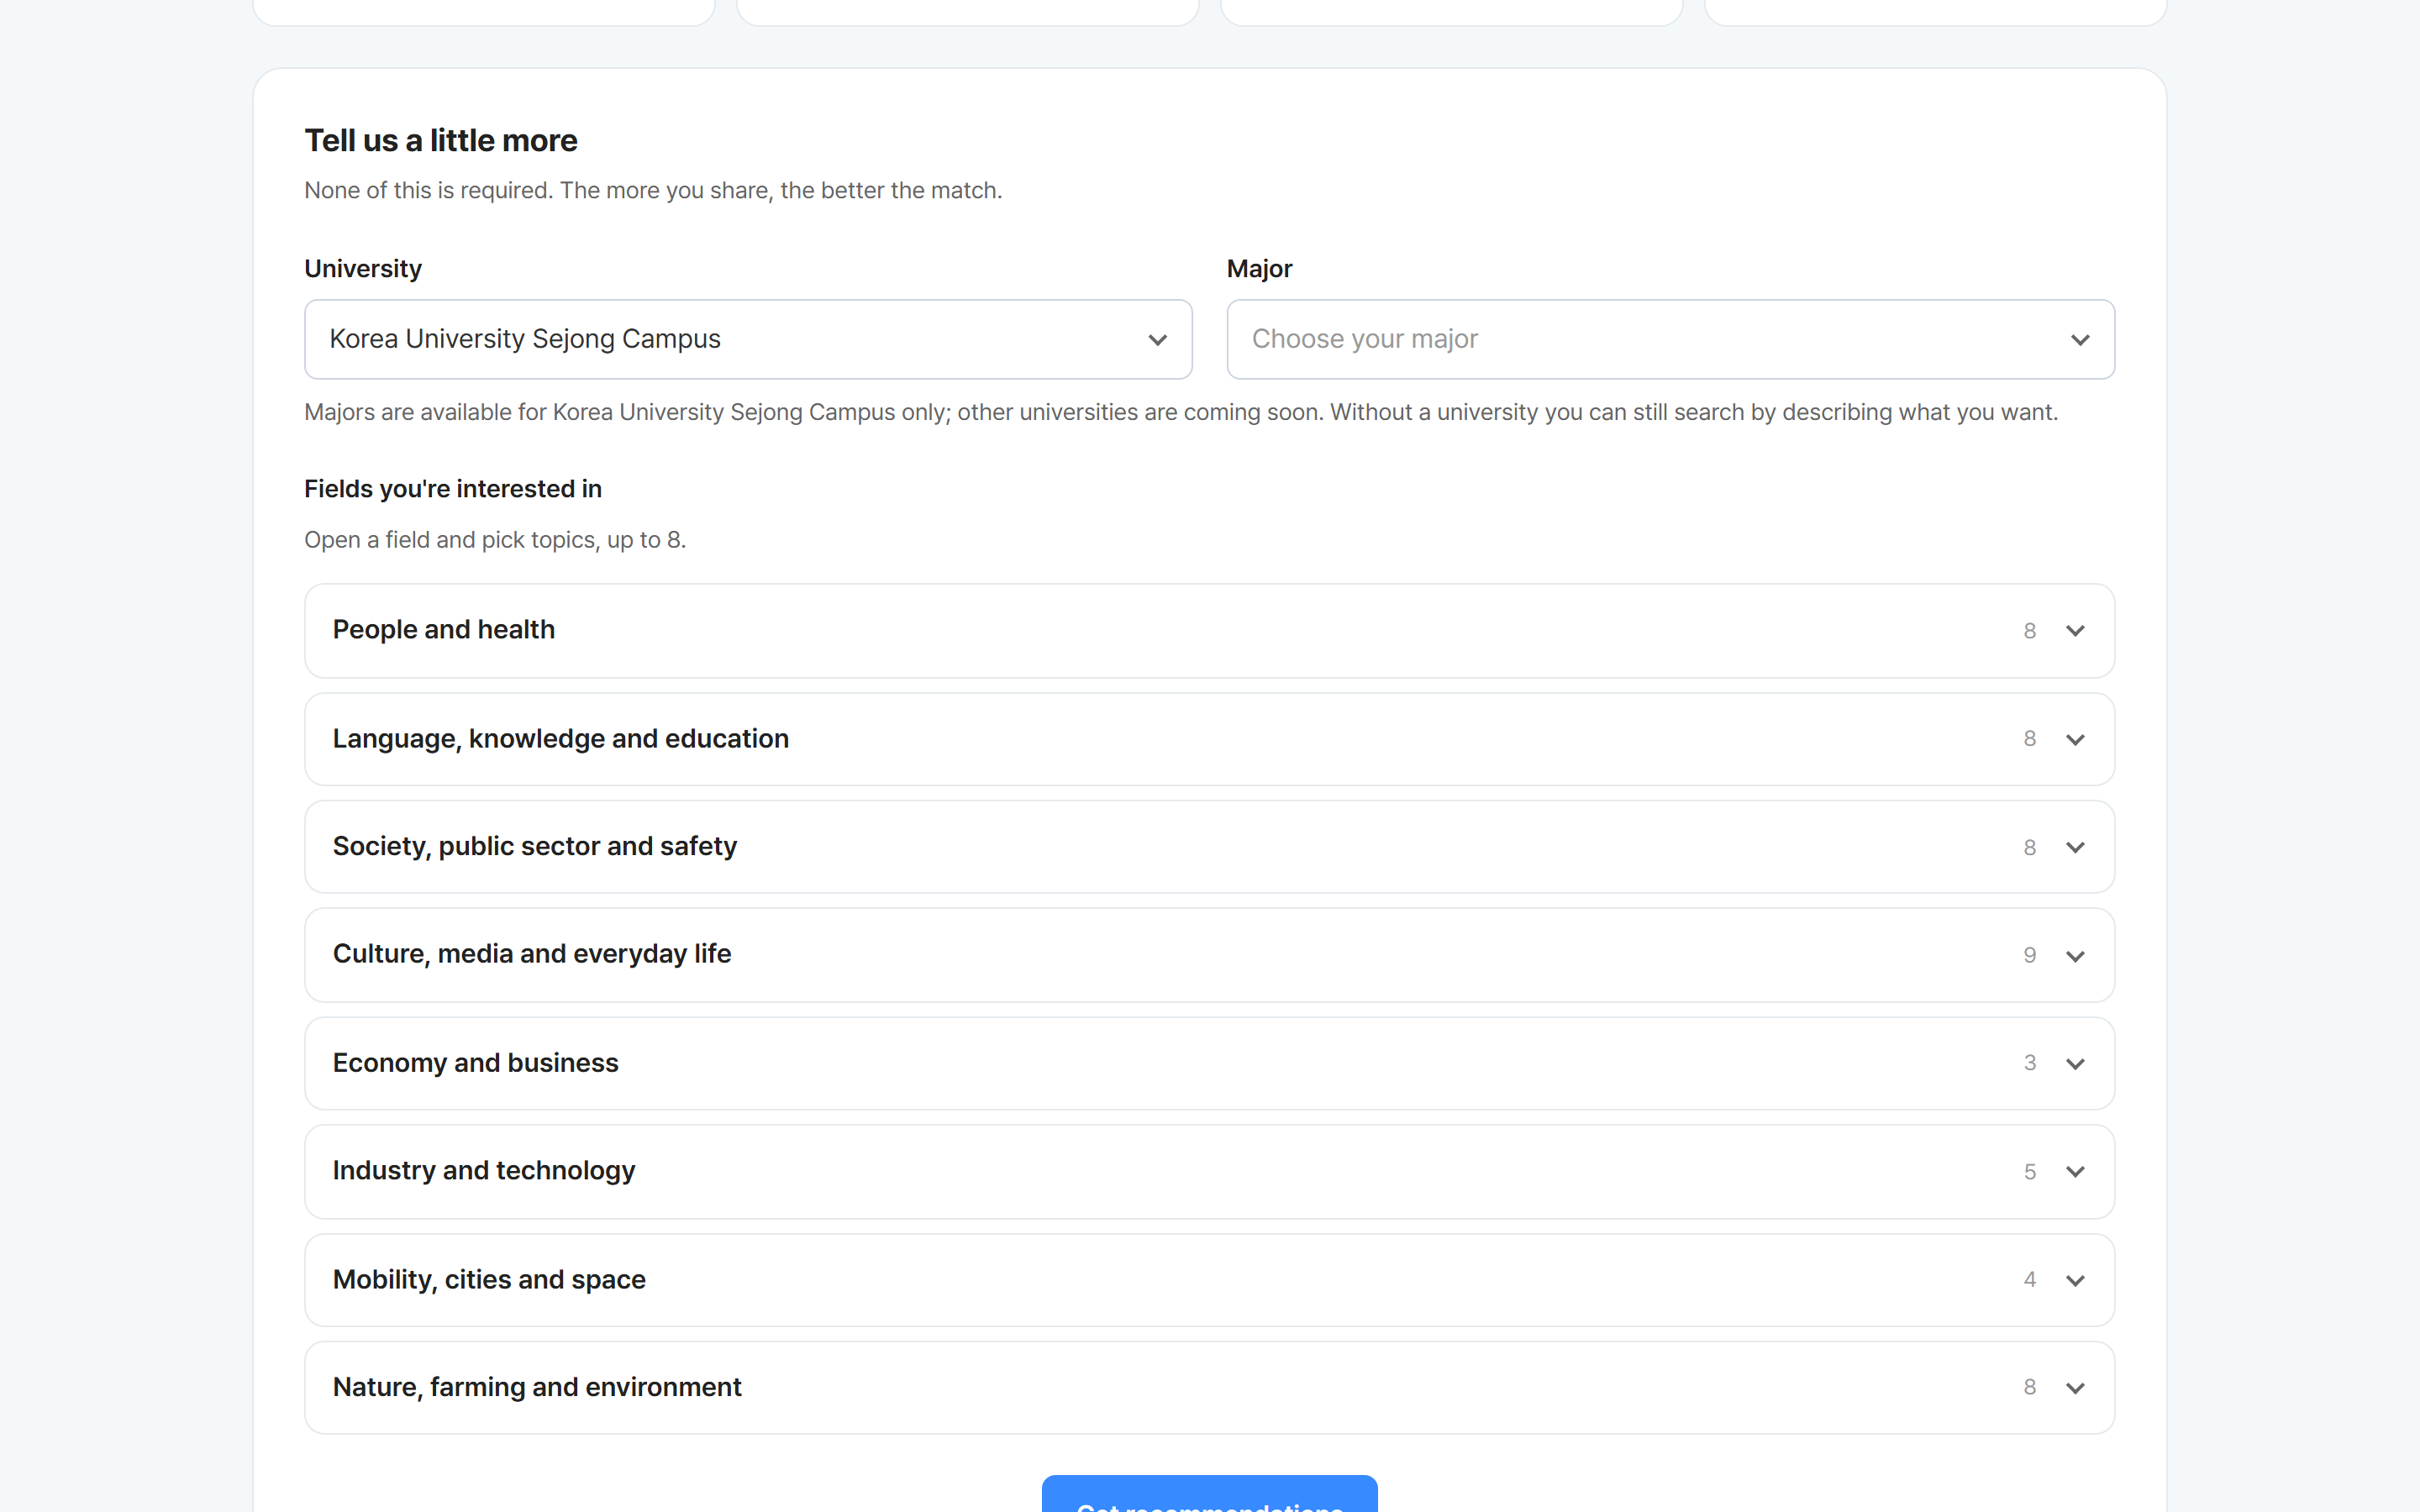 Tell us a little more
None of this is required. The more you share, the better the match.
University
Major
Korea University Sejong Campus
Choose your major
Majors are available for Korea University Sejong Campus only; other universities are coming soon. Without a university you can still search by describing what you want.
Fields you're interested in
Open a field and pick topics, up to 8.
People and health 8
Language, knowledge and education 8
Society, public sector and safety 8
Culture, media and everyday life 9
Economy and business 3
Industry and technology 5
Mobility, cities and space 4
Nature, farming and environment 8
Get recommendations